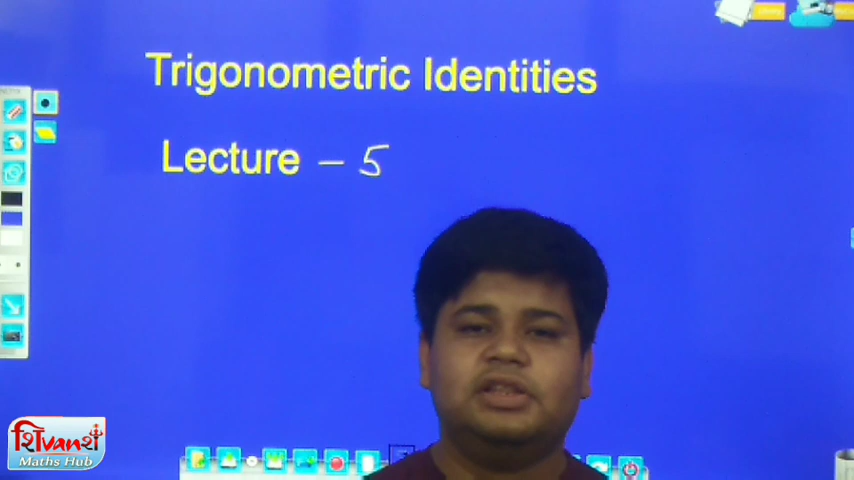 Trigonometric Identities
Lecture – 5
शिvanशं
Maths Hub